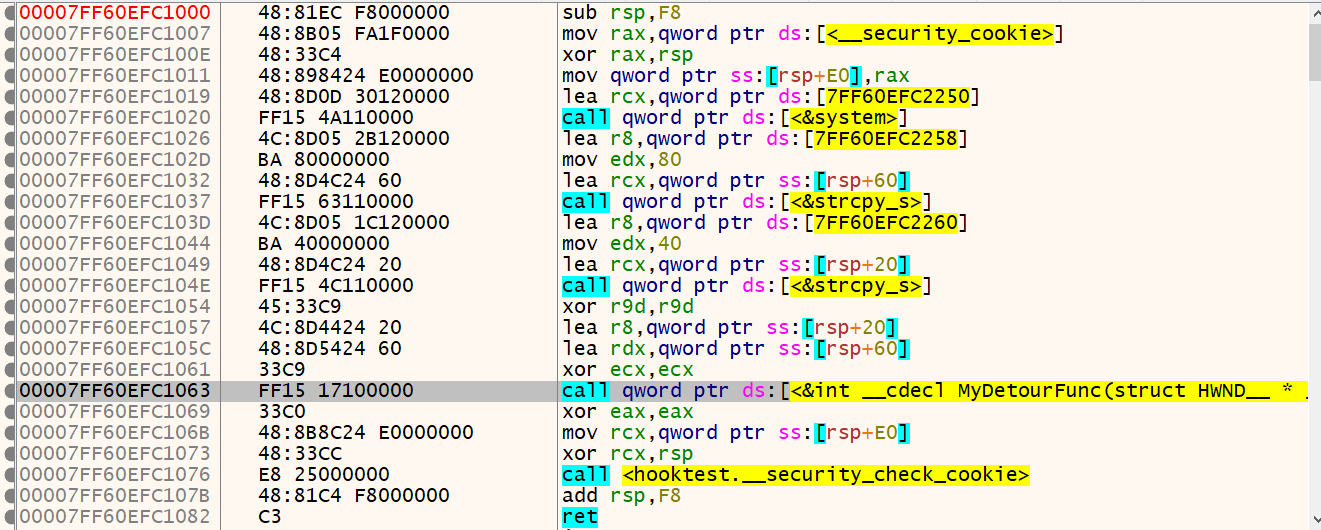 00007FF60EFC1000 48:81EC F8000000 sub rsp,F8
00007FF60EFC1007 48:8B05 FA1F0000 mov rax,qword ptr ds:[<__security_cookie>]
00007FF60EFC100E 48:33C4 xor rax,rsp
00007FF60EFC1011 48:898424 E0000000 mov qword ptr ss:[rsp+E0],rax
00007FF60EFC1019 48:8D0D 30120000 lea rcx,qword ptr ds:[7FF60EFC2250]
00007FF60EFC1020 FF15 4A110000 call qword ptr ds:[<&system>]
00007FF60EFC1026 4C:8D05 2B120000 lea r8,qword ptr ds:[7FF60EFC2258]
00007FF60EFC102D BA 80000000 mov edx,80
00007FF60EFC1032 48:8D4C24 60 lea rcx,qword ptr ss:[rsp+60]
00007FF60EFC1037 FF15 63110000 call qword ptr ds:[<&strcpy_s>]
00007FF60EFC103D 4C:8D05 1C120000 lea r8,qword ptr ds:[7FF60EFC2260]
00007FF60EFC1044 BA 40000000 mov edx,40
00007FF60EFC1049 48:8D4C24 20 lea rcx,qword ptr ss:[rsp+20]
00007FF60EFC104E FF15 4C110000 call qword ptr ds:[<&strcpy_s>]
00007FF60EFC1054 45:33C9 xor r9d,r9d
00007FF60EFC1057 4C:8D4424 20 lea r8,qword ptr ss:[rsp+20]
00007FF60EFC105C 48:8D5424 60 lea rdx,qword ptr ss:[rsp+60]
00007FF60EFC1061 33C9 xor ecx,ecx
00007FF60EFC1063 FF15 17100000 call qword ptr ds:[<&int __cdecl MyDetourFunc(struct HWND__ *
00007FF60EFC1069 33C0 xor eax,eax
00007FF60EFC106B 48:8B8C24 E0000000 mov rcx,qword ptr ss:[rsp+E0]
00007FF60EFC1073 48:33CC xor rcx,rsp
00007FF60EFC1076 E8 25000000 call <hooktest.__security_check_cookie>
00007FF60EFC107B 48:81C4 F8000000 add rsp,F8
00007FF60EFC1082 C3 ret